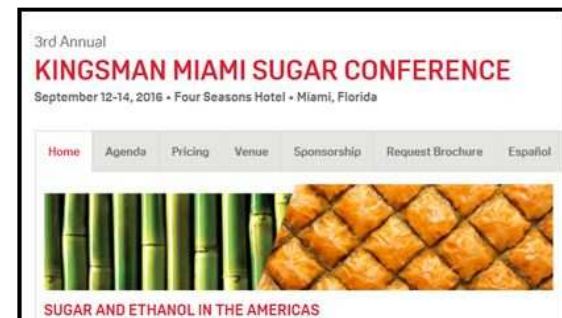 3rd Annual
KINGSMAN MIAMI SUGAR CONFERENCE
September 12-14, 2016 • Four Seasons Hotel • Miami, Florida
Home Agenda Pricing Venue Sponsorship Request Brochure Español
SUGAR AND ETHANOL IN THE AMERICAS